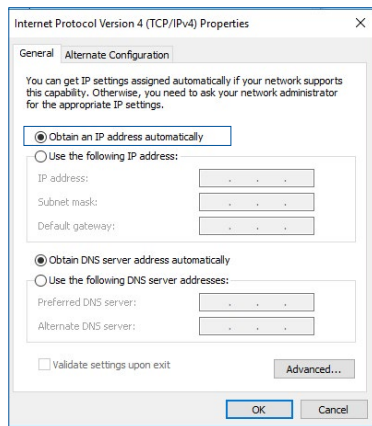 Internet Protocol Version 4 (TCP/IPv4) Properties
General
Alternate Configuration
You can get IP settings assigned automatically if your network supports
this capability. Otherwise, you need to ask your network administrator
for the appropriate IP settings.
Obtain an IP address automatically
Use the following IP address:
IP address:
Subnet mask:
Default gateway:
Obtain DNS server address automatically
Use the following DNS server addresses:
Preferred DNS server:
Alternate DNS server:
Validate settings upon exit
Advanced...
OK
Cancel